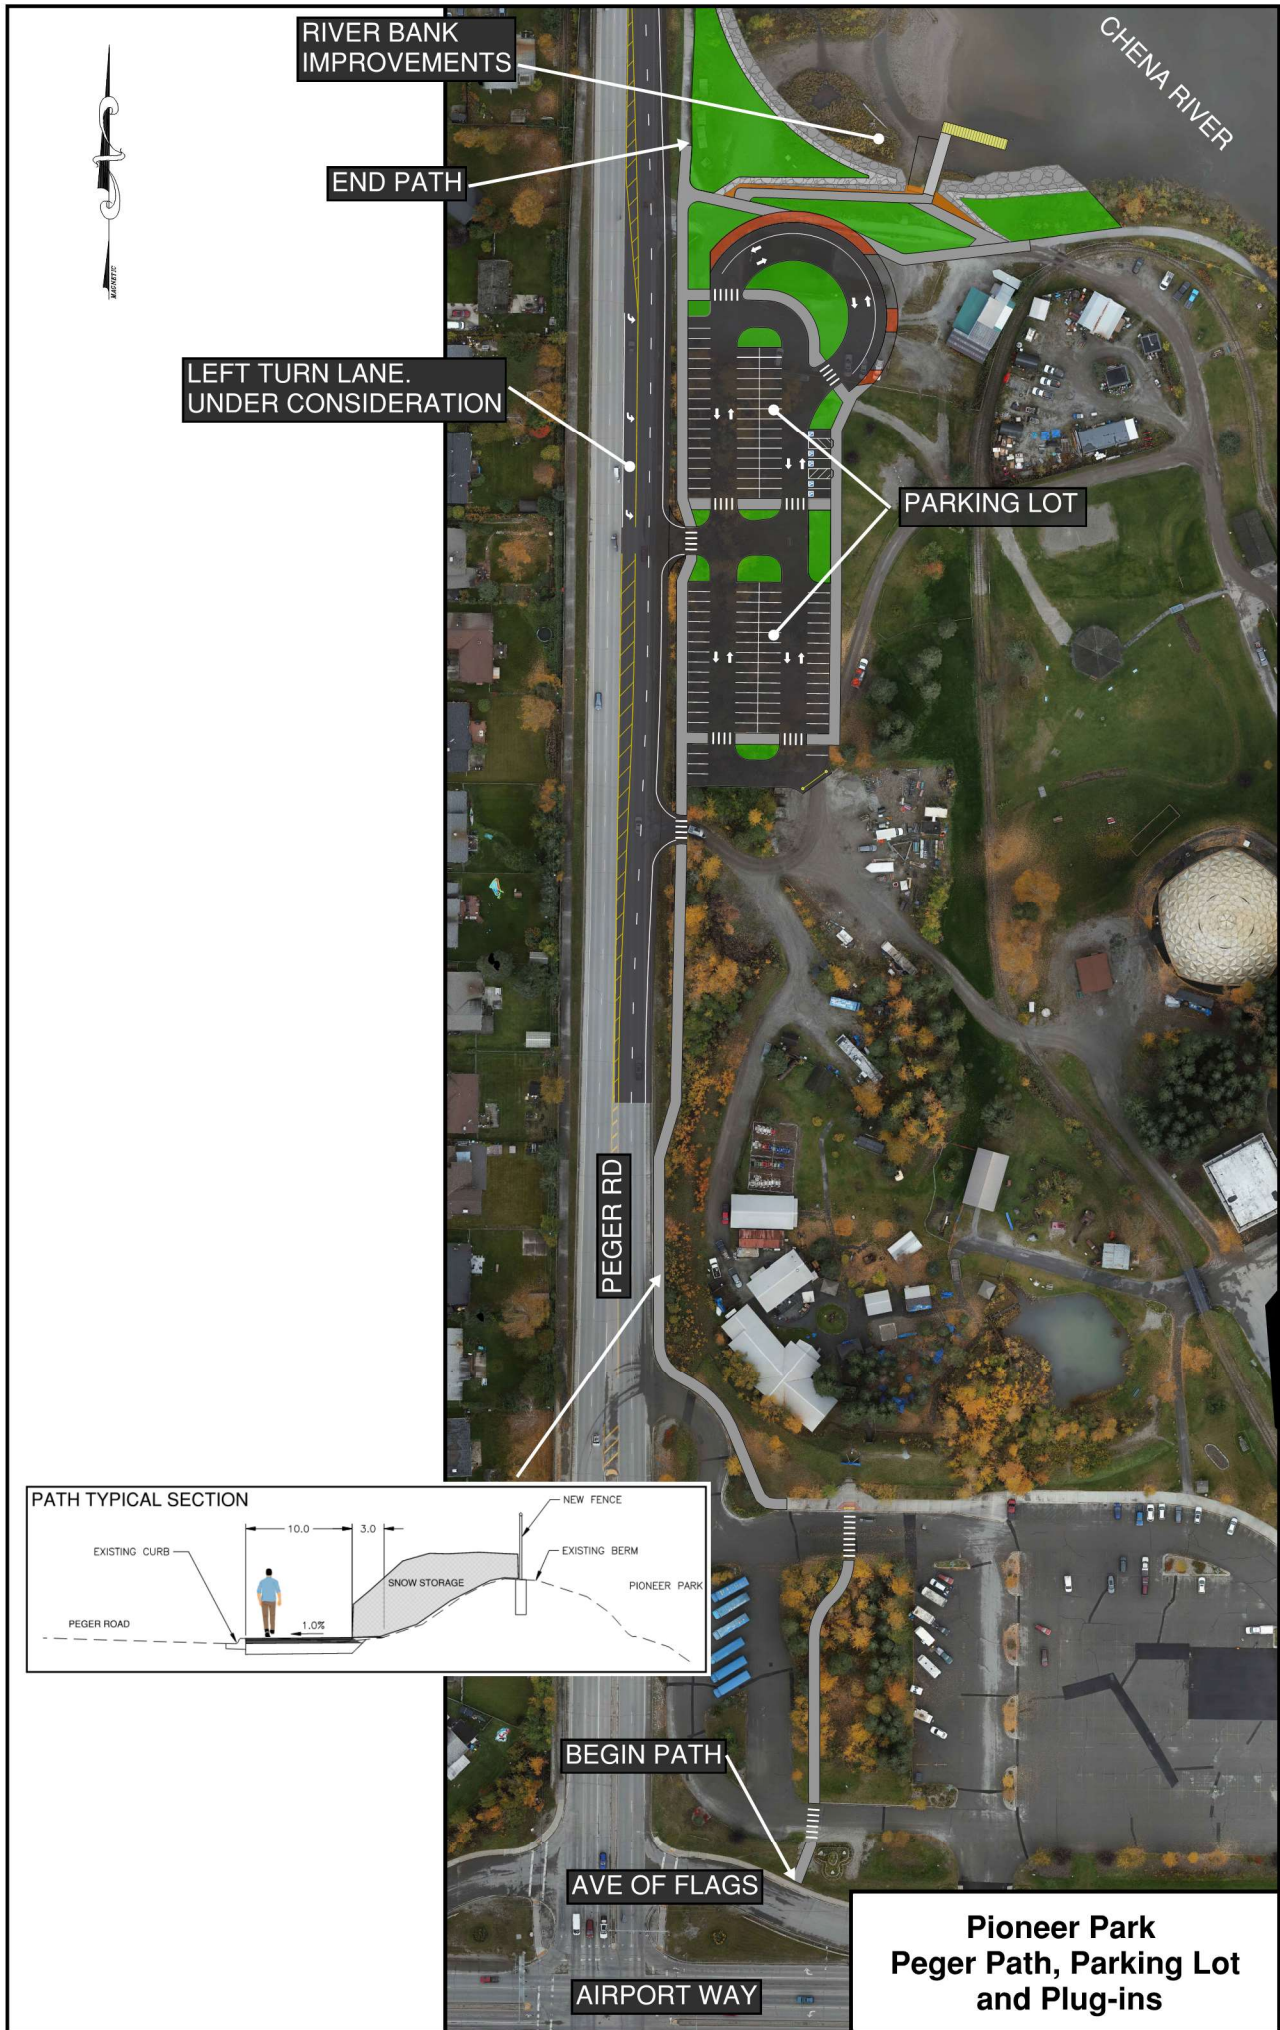 RIVER BANK
IMPROVEMENTS
CHENA RIVER
END PATH
MAGNETIC
LEFT TURN LANE.
UNDER CONSIDERATION
PARKING LOT
PEGER RD
PATH TYPICAL SECTION
NEW FENCE
10.0
3.0
EXISTING CURB
EXISTING BERM
SNOW STORAGE
PIONEER PARK
PEGER ROAD
1.0%
BEGIN PATH
AVE OF FLAGS
AIRPORT WAY
Pioneer Park
Peger Path, Parking Lot
and Plug-ins